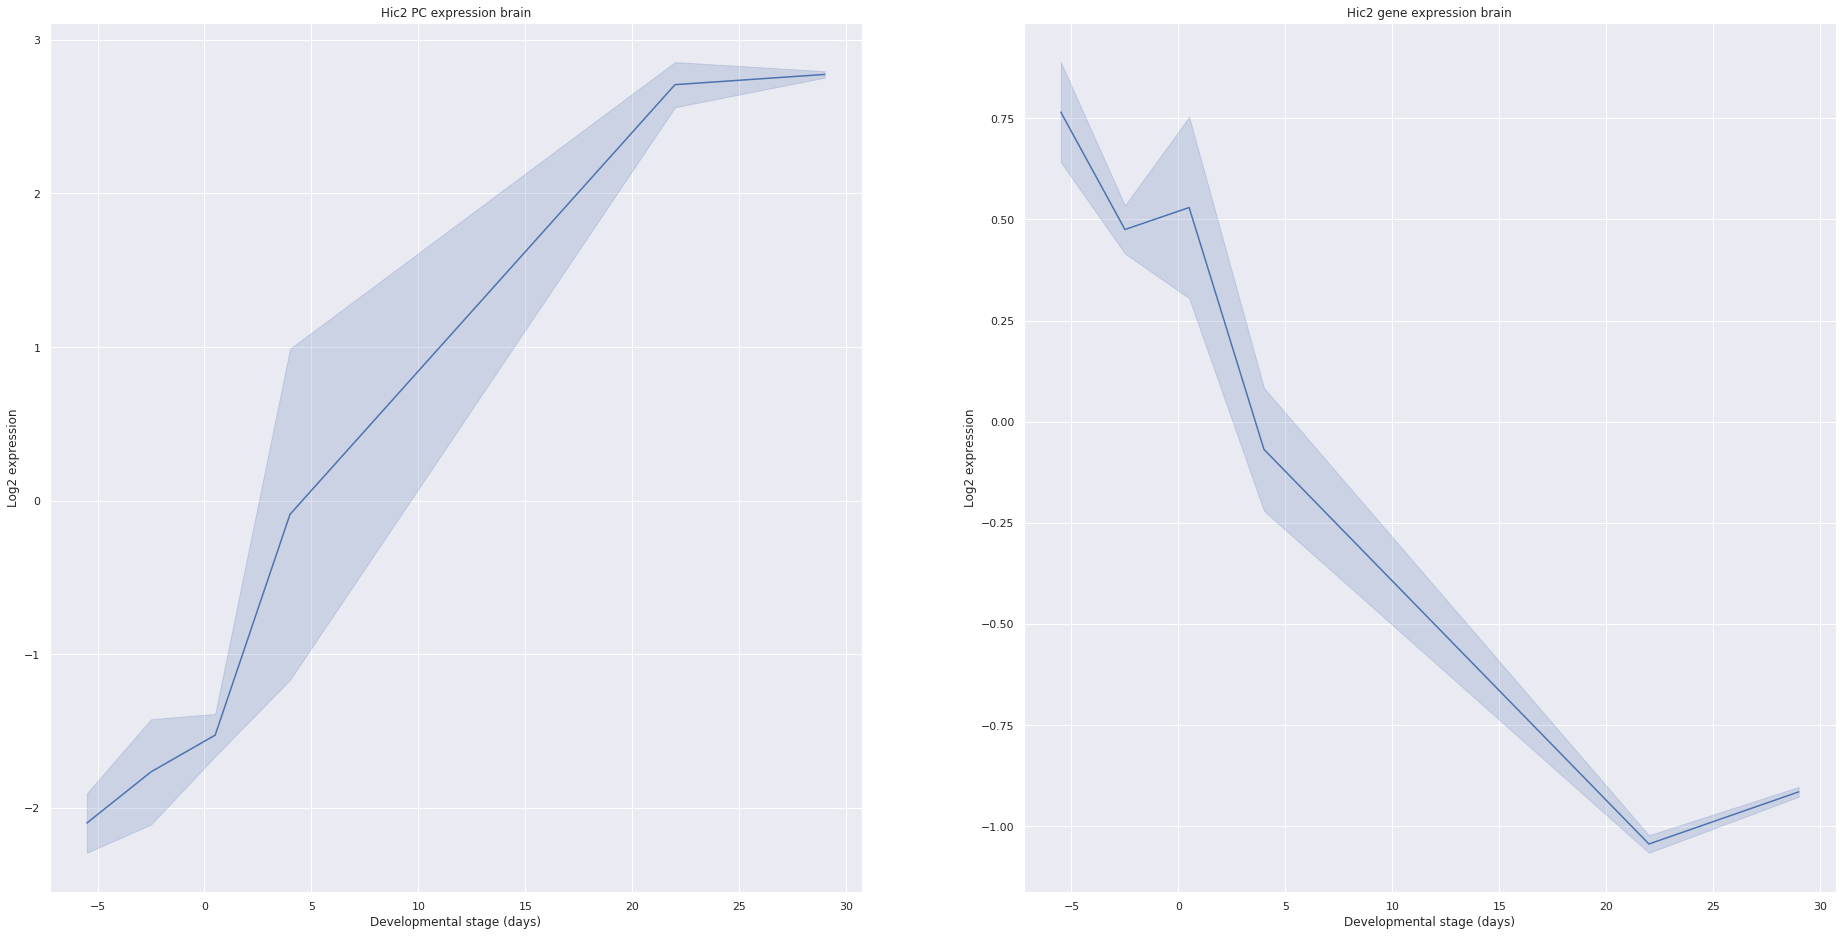 Hic2 PC expression brain
3
2
1
0
−1
−2
Log2 expression
−5 0 5 10 15 20 25 30
Developmental stage (days)
Hic2 gene expression brain
0.75
0.50
0.25
0.00
−0.25
−0.50
−0.75
−1.00
Log2 expression
−5 0 5 10 15 20 25 30
Developmental stage (days)